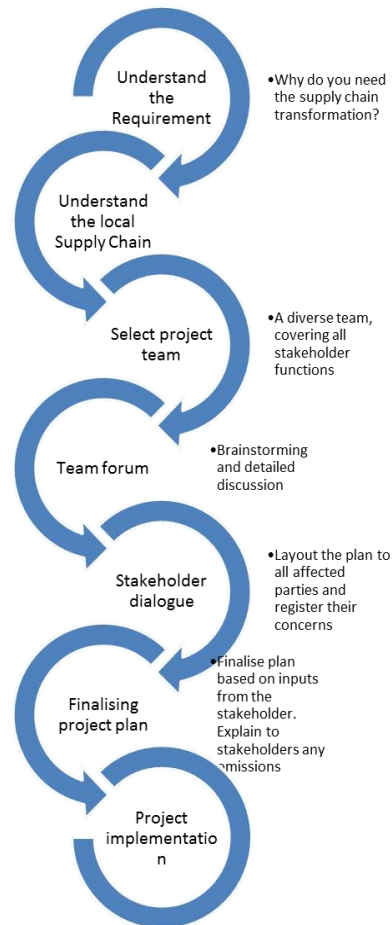 Understand
the
Requirement
•Why do you need
the supply chain
transformation?
Understand
the local
Supply Chain
Select project
team
•A diverse team,
covering all
stakeholder
functions
Team forum
•Brainstorming
and detailed
discussion
Stakeholder
dialogue
•Layout the plan to
all affected
parties and
register their
concerns
Finalising
project plan
•Finalise plan
based on inputs
from the
stakeholder.
Explain to
stakeholders any
omissions
Project
implementatio
n